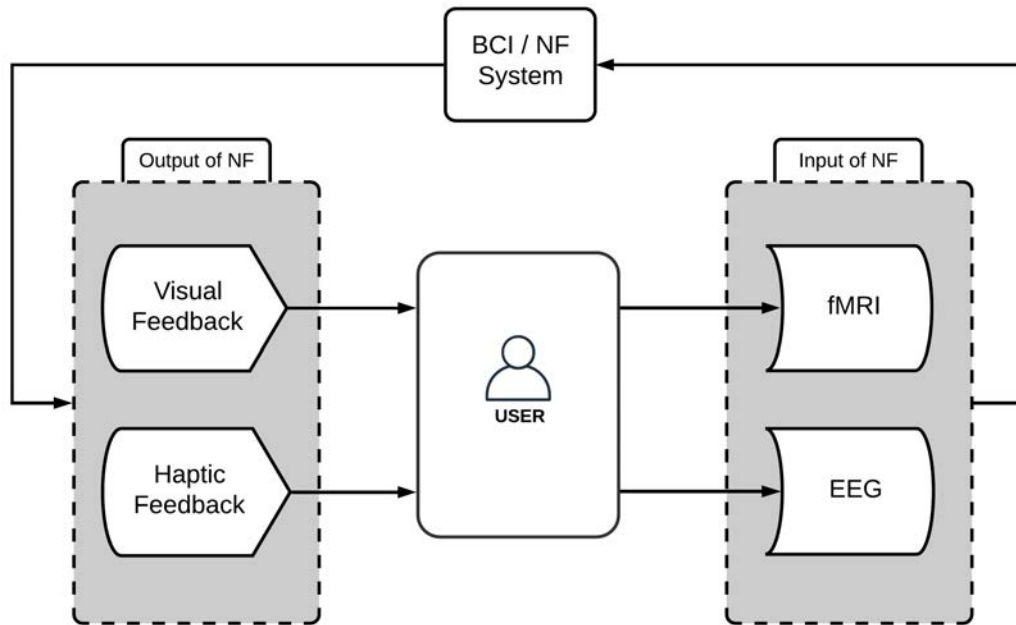 BCI / NF
System
Output of NF
Input of NF
Visual
Feedback
fMRI
USER
Haptic
Feedback
EEG